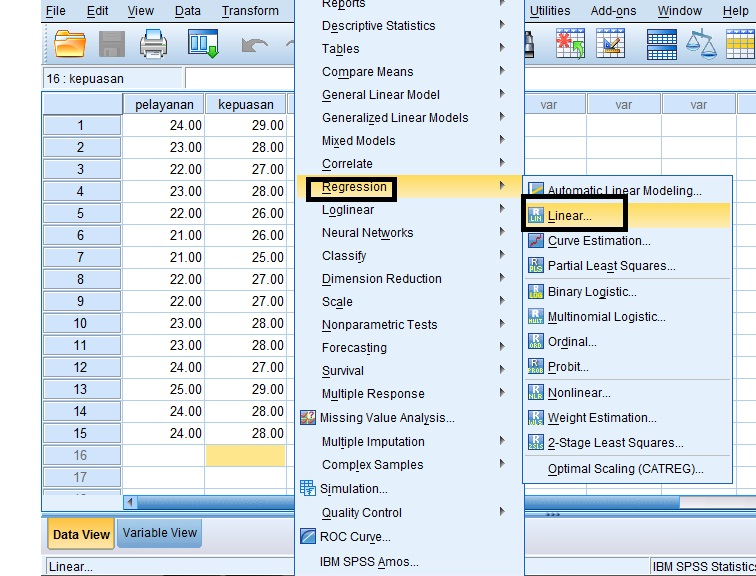 File Edit View Data Transform Utilities Add-ons Window Help
16 : kepuasan
pelayanan kepuasan var var var
1 24.00 29.00
2 23.00 28.00
3 22.00 27.00
4 23.00 28.00
5 22.00 26.00
6 21.00 27.00
7 21.00 25.00
8 22.00 27.00
9 22.00 27.00
10 23.00 28.00
11 23.00 28.00
12 24.00 27.00
13 25.00 29.00
14 24.00 28.00
15 24.00 28.00
16
17
Reports
Descriptive Statistics
Tables
Compare Means
General Linear Model
Generalized Linear Models
Mixed Models
Correlate
Regression
Loglinear
Neural Networks
Classify
Dimension Reduction
Scale
Nonparametric Tests
Forecasting
Survival
Multiple Response
Missing Value Analysis...
Multiple Imputation
Complex Samples
Simulation...
Quality Control
ROC Curve...
IBM SPSS Amos...
Automatic Linear Modeling...
Linear...
Curve Estimation...
Partial Least Squares...
Binary Logistic...
Multinomial Logistic...
Ordinal...
Probit...
Nonlinear...
Weight Estimation...
2-Stage Least Squares...
Optimal Scaling (CATREG)...
Data View Variable View
Linear...
IBM SPSS Statistics